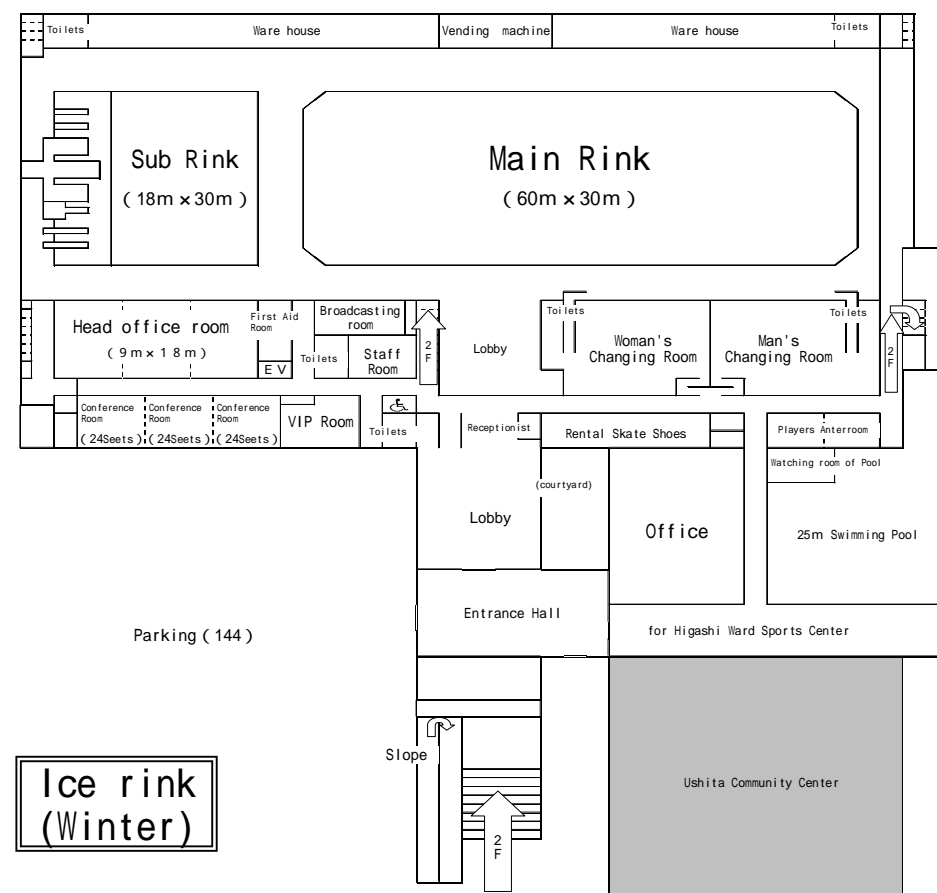 Toilets
Ware house
Vending machine
Ware house
Toilets
Sub Rink
(18m×30m)
Main Rink
(60m×30m)
Head office room
(9m×18m)
First Aid
Room
EV
Toilets
Broadcasting
room
Staff
Room
2
F
Lobby
Toilets
Woman's
Changing Room
Man's
Changing Room
Toilets
2
F
Conference
Room
(24Seets)
Conference
Room
(24Seets)
Conference
Room
(24Seets)
VIP Room
Toilets
Receptionist
Rental Skate Shoes
Players Anterroom
Watching room of Pool
(courtyard)
Lobby
Office
25m Swimming Pool
Entrance Hall
for Higashi Ward Sports Center
Parking(144)
Slope
2
F
Ushita Community Center
Ice rink
(Winter)